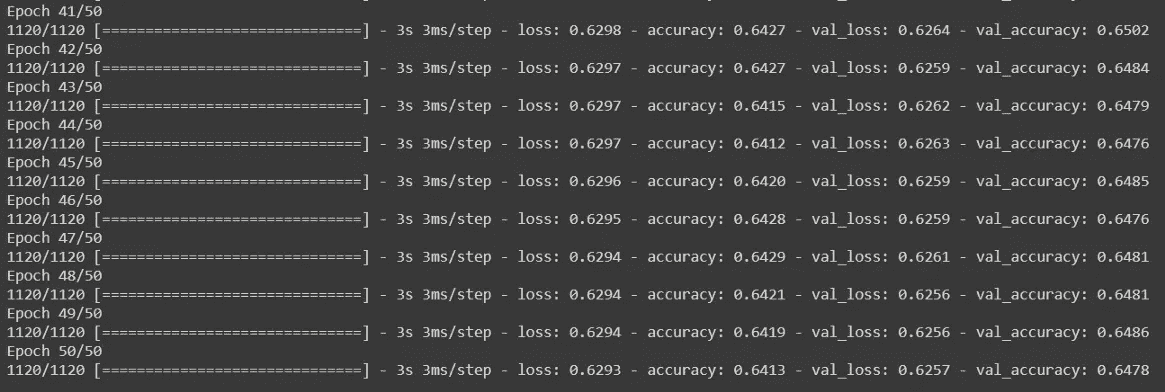 Epoch 41/50
1120/1120 [==============================] - 3s 3ms/step - loss: 0.6298 - accuracy: 0.6427 - val_loss: 0.6264 - val_accuracy: 0.6502
Epoch 42/50
1120/1120 [==============================] - 3s 3ms/step - loss: 0.6297 - accuracy: 0.6427 - val_loss: 0.6259 - val_accuracy: 0.6484
Epoch 43/50
1120/1120 [==============================] - 3s 3ms/step - loss: 0.6297 - accuracy: 0.6415 - val_loss: 0.6262 - val_accuracy: 0.6479
Epoch 44/50
1120/1120 [==============================] - 3s 3ms/step - loss: 0.6297 - accuracy: 0.6412 - val_loss: 0.6263 - val_accuracy: 0.6476
Epoch 45/50
1120/1120 [==============================] - 3s 3ms/step - loss: 0.6296 - accuracy: 0.6420 - val_loss: 0.6259 - val_accuracy: 0.6485
Epoch 46/50
1120/1120 [==============================] - 3s 3ms/step - loss: 0.6295 - accuracy: 0.6428 - val_loss: 0.6259 - val_accuracy: 0.6476
Epoch 47/50
1120/1120 [==============================] - 3s 3ms/step - loss: 0.6294 - accuracy: 0.6429 - val_loss: 0.6261 - val_accuracy: 0.6481
Epoch 48/50
1120/1120 [==============================] - 3s 3ms/step - loss: 0.6294 - accuracy: 0.6421 - val_loss: 0.6256 - val_accuracy: 0.6481
Epoch 49/50
1120/1120 [==============================] - 3s 3ms/step - loss: 0.6294 - accuracy: 0.6419 - val_loss: 0.6256 - val_accuracy: 0.6486
Epoch 50/50
1120/1120 [==============================] - 3s 3ms/step - loss: 0.6293 - accuracy: 0.6413 - val_loss: 0.6257 - val_accuracy: 0.6478